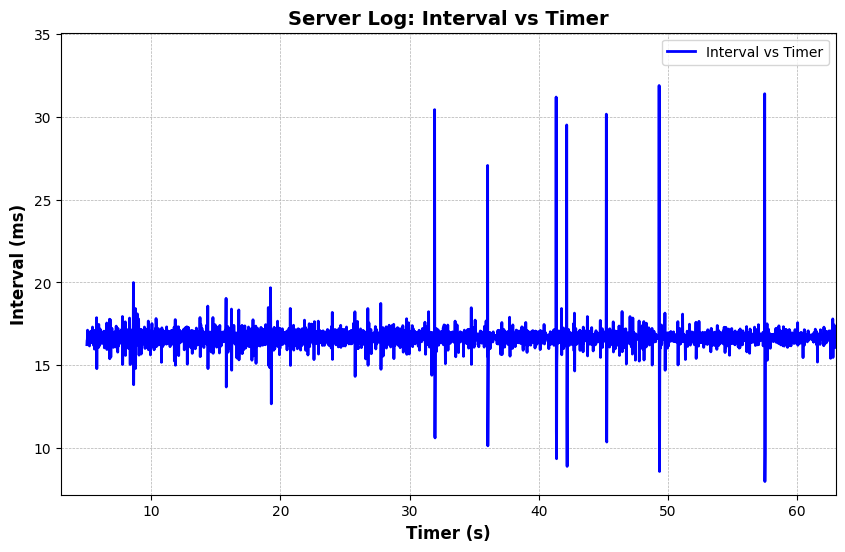 Server Log: Interval vs Timer
Interval vs Timer
35
30
25
20
15
10
Interval (ms)
10 20 30 40 50 60
Timer (s)